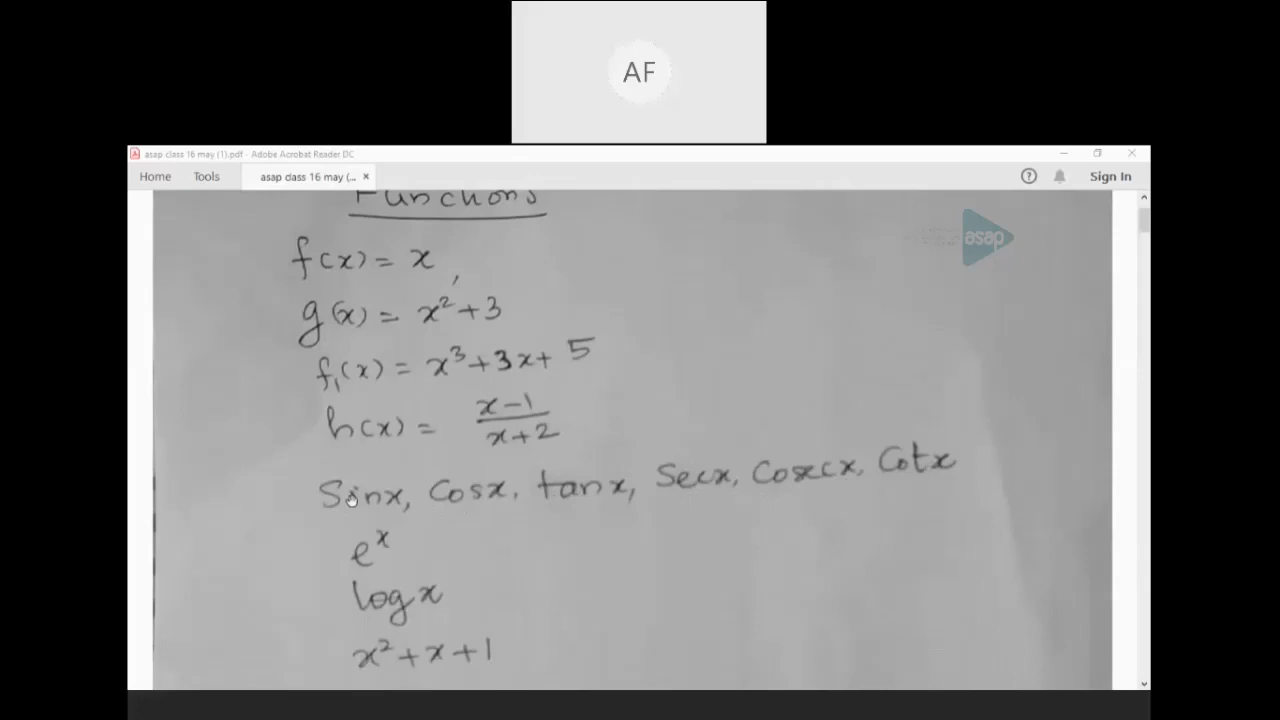 AF
asap class 16 may (1).pdf - Adobe Acrobat Reader DC
Home Tools asap class 16 may (... × Sign In
Functions
asap
f(x) = x,
g(x) = x² + 3
f₁(x) = x³ + 3x + 5
h(x) = (x-1)/(x+2)
Sinx, Cosx, tanx, Secx, Cosecx, Cotx
eˣ
logx
x² + x + 1